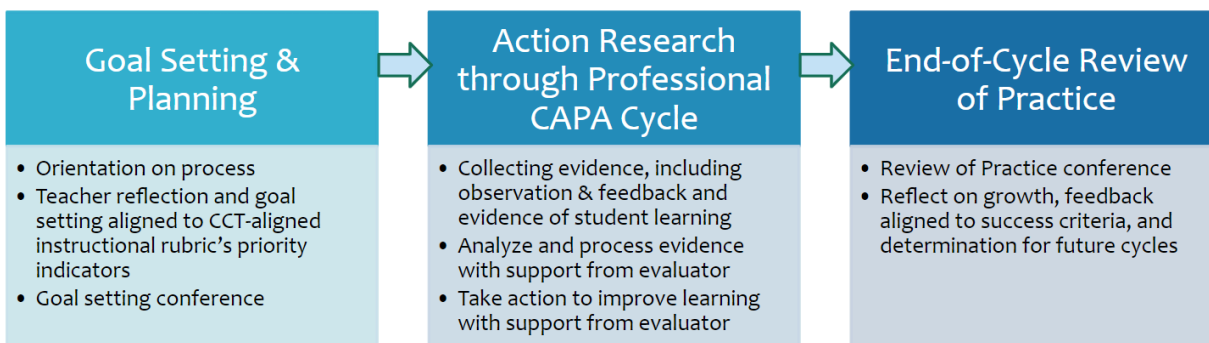 Goal Setting &
Planning
• Orientation on process
• Teacher reflection and goal
setting aligned to CCT-aligned
instructional rubric's priority
indicators
• Goal setting conference
Action Research
through Professional
CAPA Cycle
• Collecting evidence, including
observation & feedback and
evidence of student learning
• Analyze and process evidence
with support from evaluator
• Take action to improve learning
with support from evaluator
End-of-Cycle Review
of Practice
• Review of Practice conference
• Reflect on growth, feedback
aligned to success criteria, and
determination for future cycles